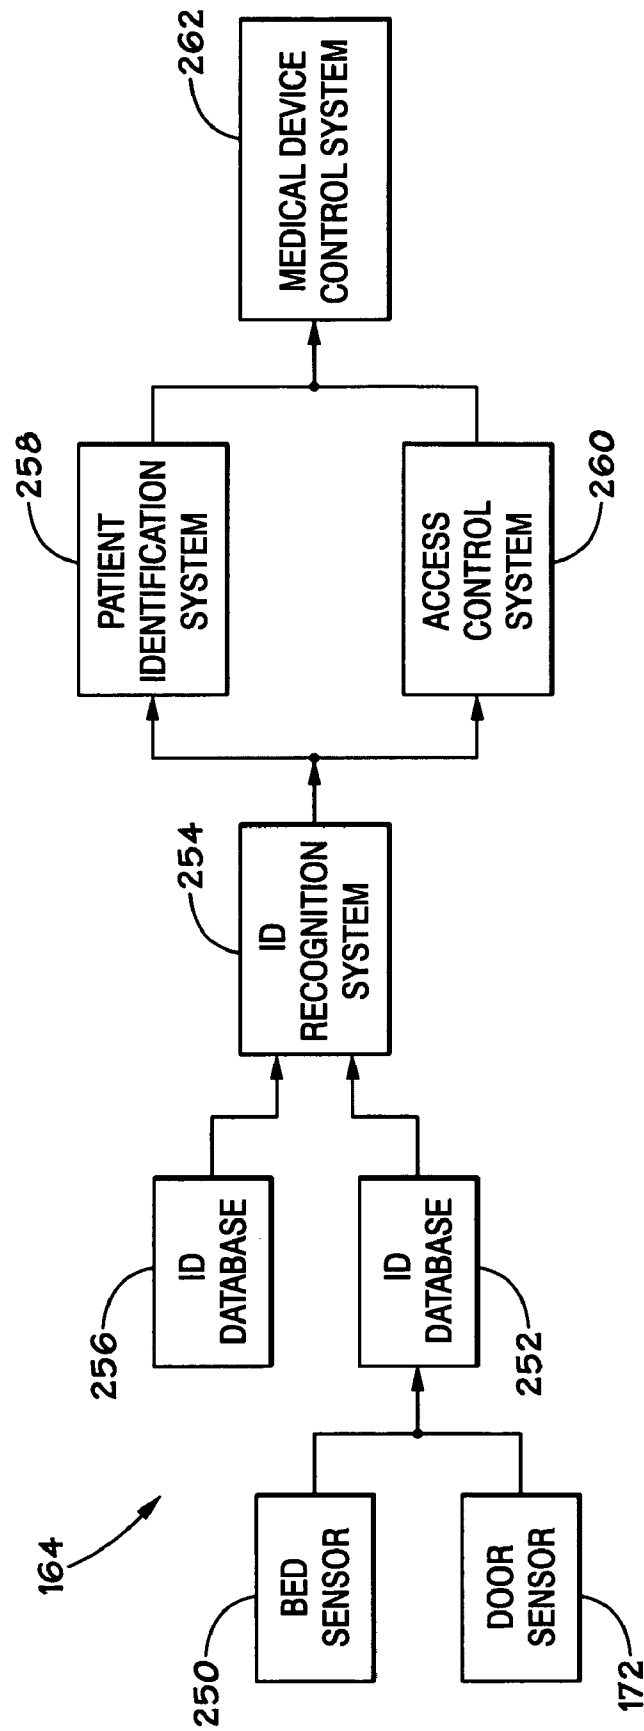 164
250
BED
SENSOR
DOOR
SENSOR
172
256
ID
DATABASE
ID
DATABASE
252
254
ID
RECOGNITION
SYSTEM
258
PATIENT
IDENTIFICATION
SYSTEM
ACCESS
CONTROL
SYSTEM
260
262
MEDICAL DEVICE
CONTROL SYSTEM